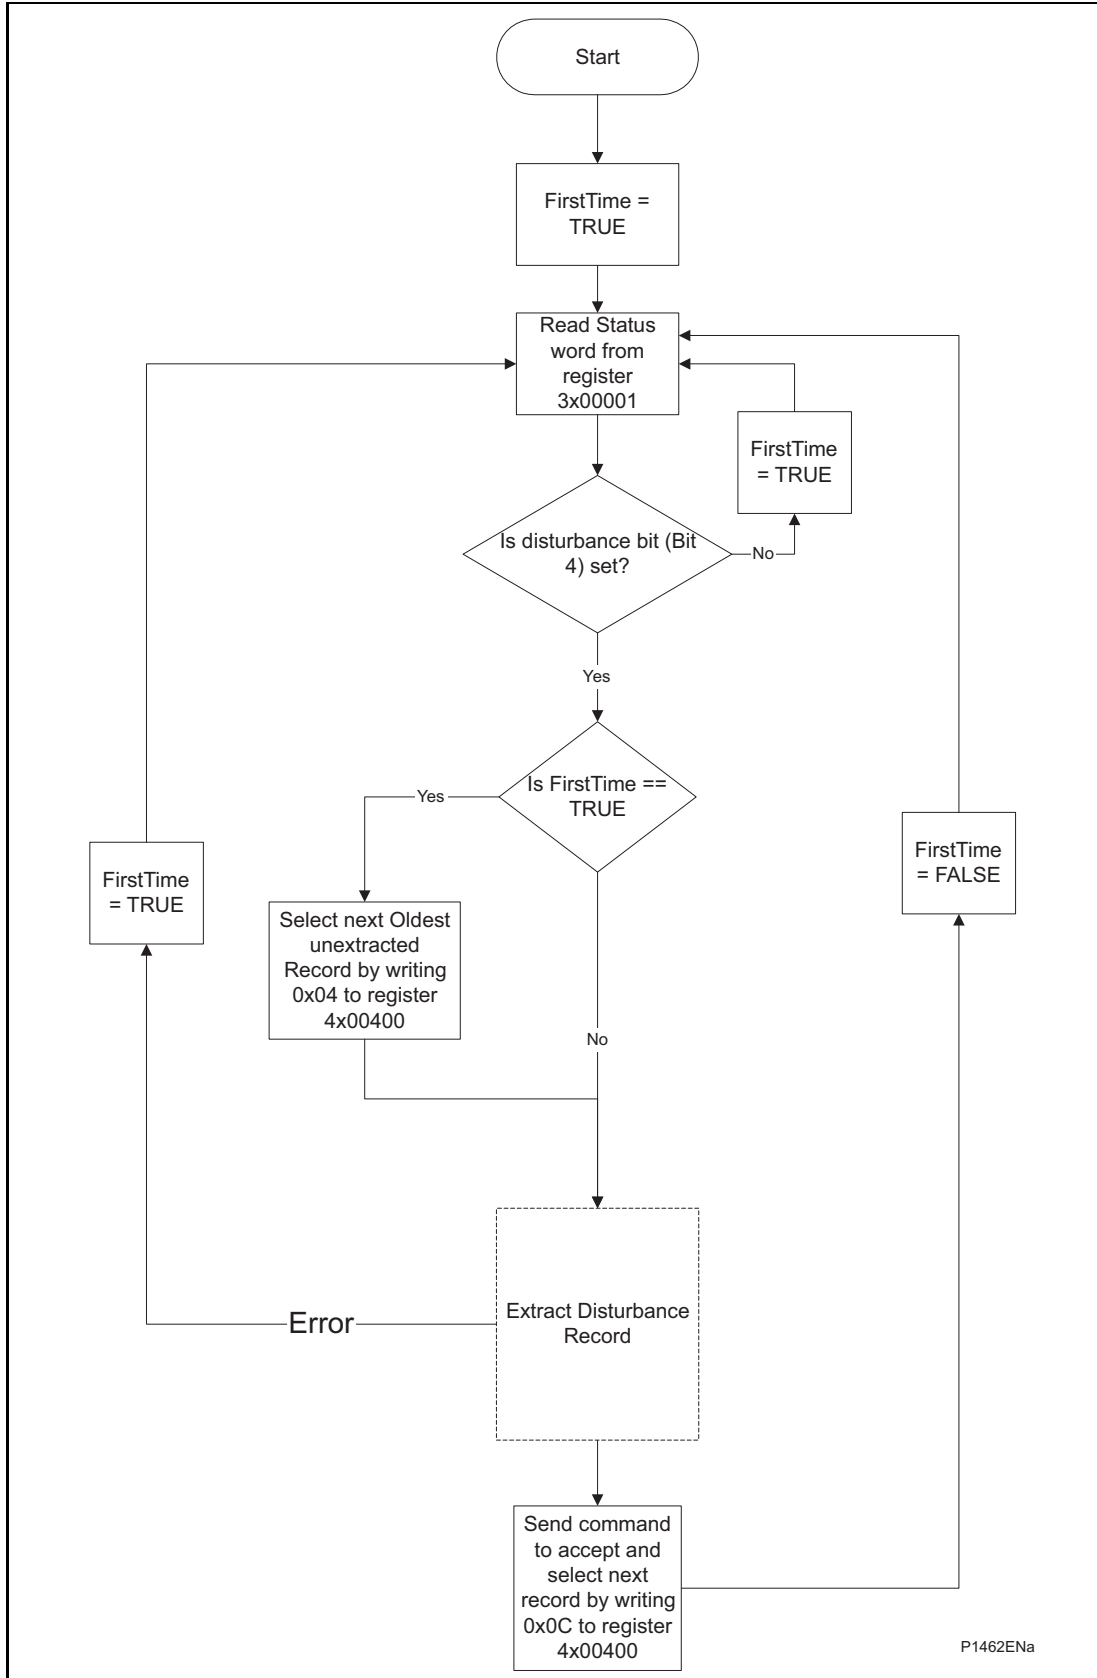 Start
FirstTime =
TRUE
Read Status
word from
register
3x00001
FirstTime
= TRUE
Is disturbance bit (Bit
4) set?
No
Yes
Is FirstTime ==
TRUE
Yes
FirstTime
= TRUE
FirstTime
= FALSE
Select next Oldest
unextracted
Record by writing
0x04 to register
4x00400
No
Extract Disturbance
Record
Error
Send command
to accept and
select next
record by writing
0x0C to register
4x00400
P1462ENa